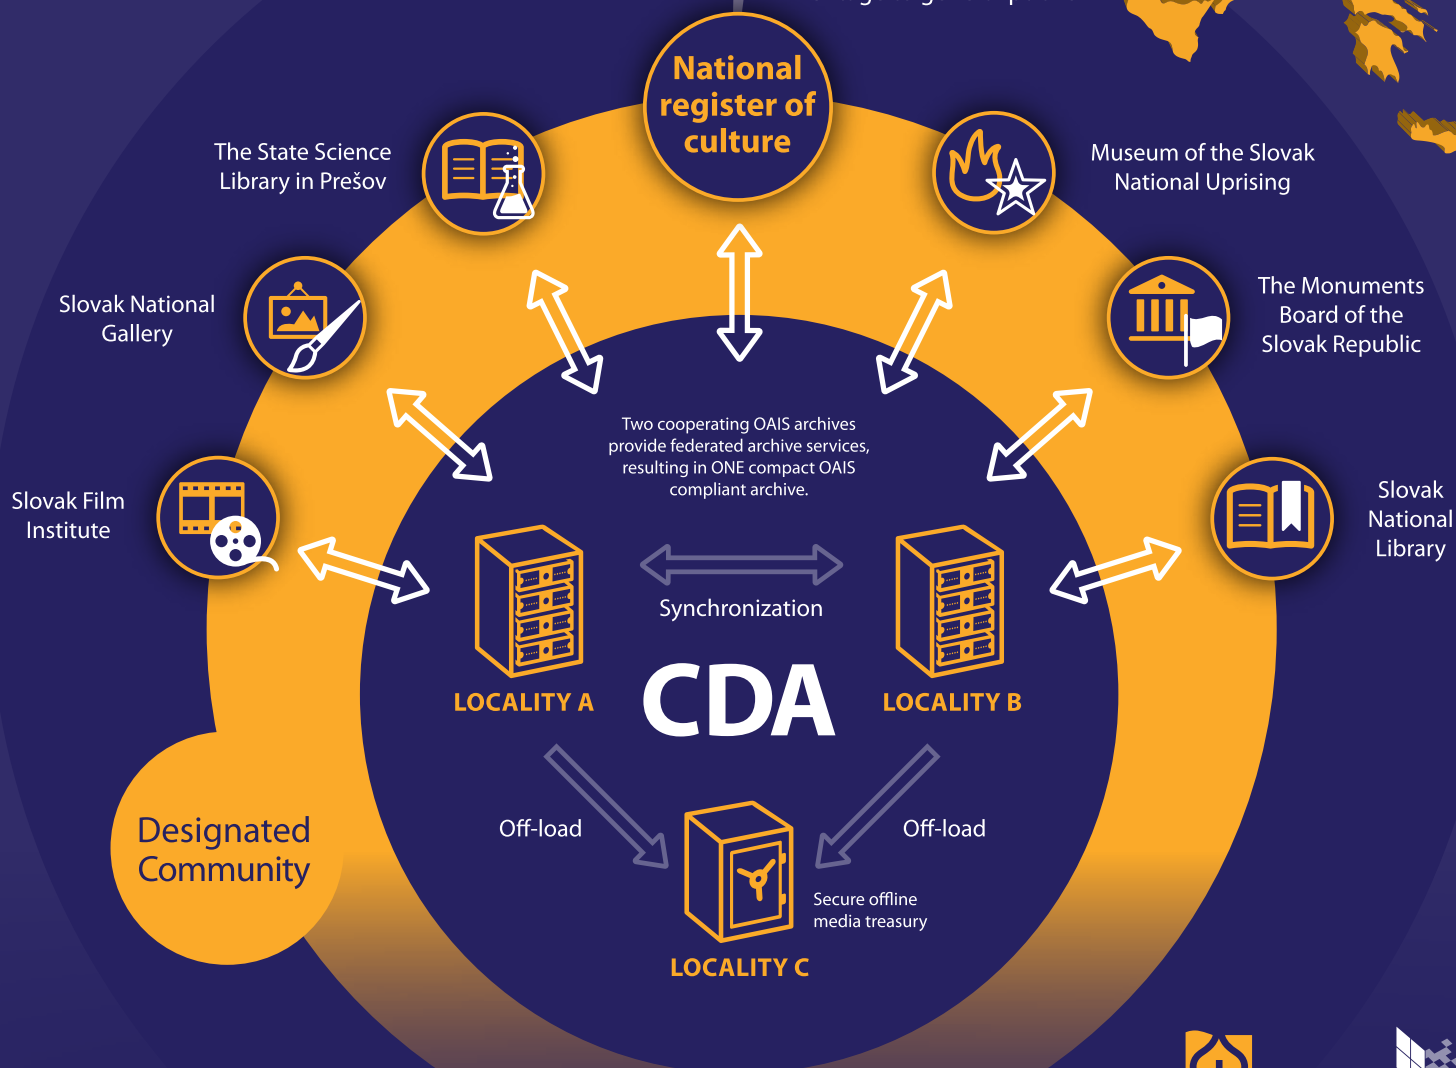 National
register of
culture
The State Science
Library in Prešov
Museum of the Slovak
National Uprising
Slovak National
Gallery
The Monuments
Board of the
Slovak Republic
Slovak Film
Institute
Slovak
National
Library
Two cooperating OAIS archives
provide federated archive services,
resulting in ONE compact OAIS
compliant archive.
Synchronization
LOCALITY A
CDA
LOCALITY B
Designated
Community
Off-load
Off-load
Secure offline
media treasury
LOCALITY C